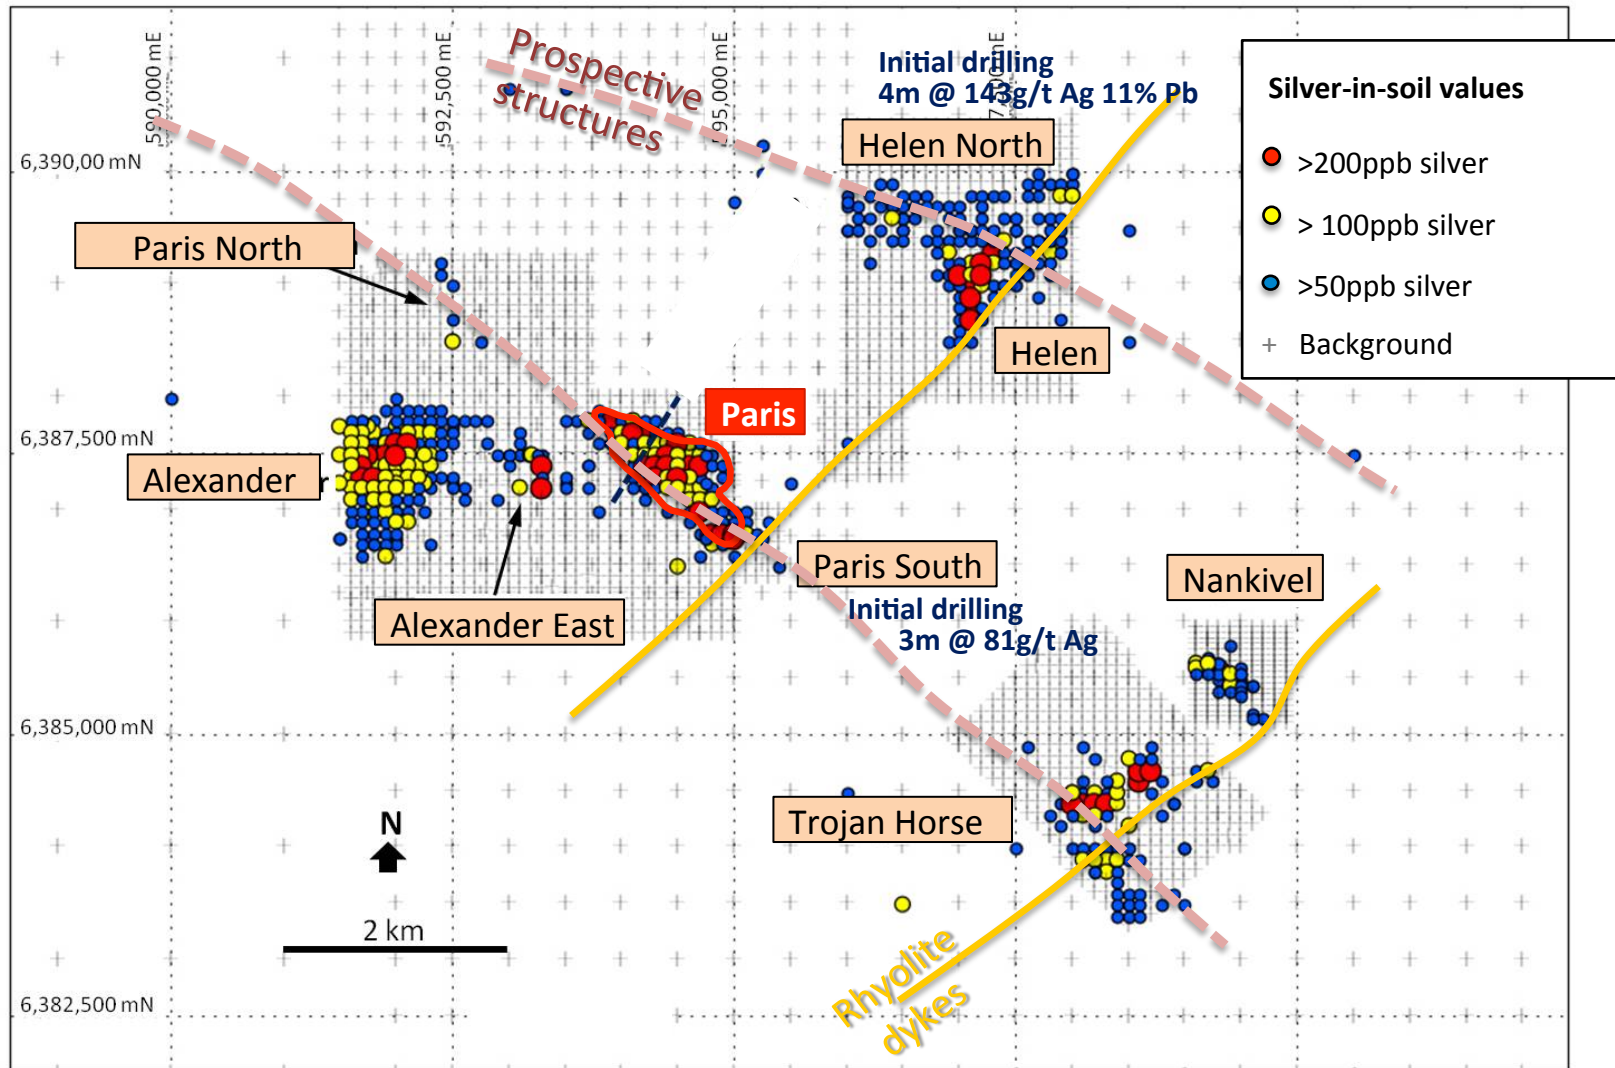 590,000 mE
592,500 mE
595,000 mE
Prospective
structures
Initial drilling
4m @ 143g/t Ag 11% Pb
Silver-in-soil values
>200ppb silver
> 100ppb silver
>50ppb silver
Background
6,390,00 mN
Helen North
Paris North
Helen
Paris
6,387,500 mN
Alexander
Paris South
Nankivel
Alexander East
Initial drilling
3m @ 81g/t Ag
6,385,000 mN
Trojan Horse
N
2 km
Rhyolite
dykes
6,382,500 mN